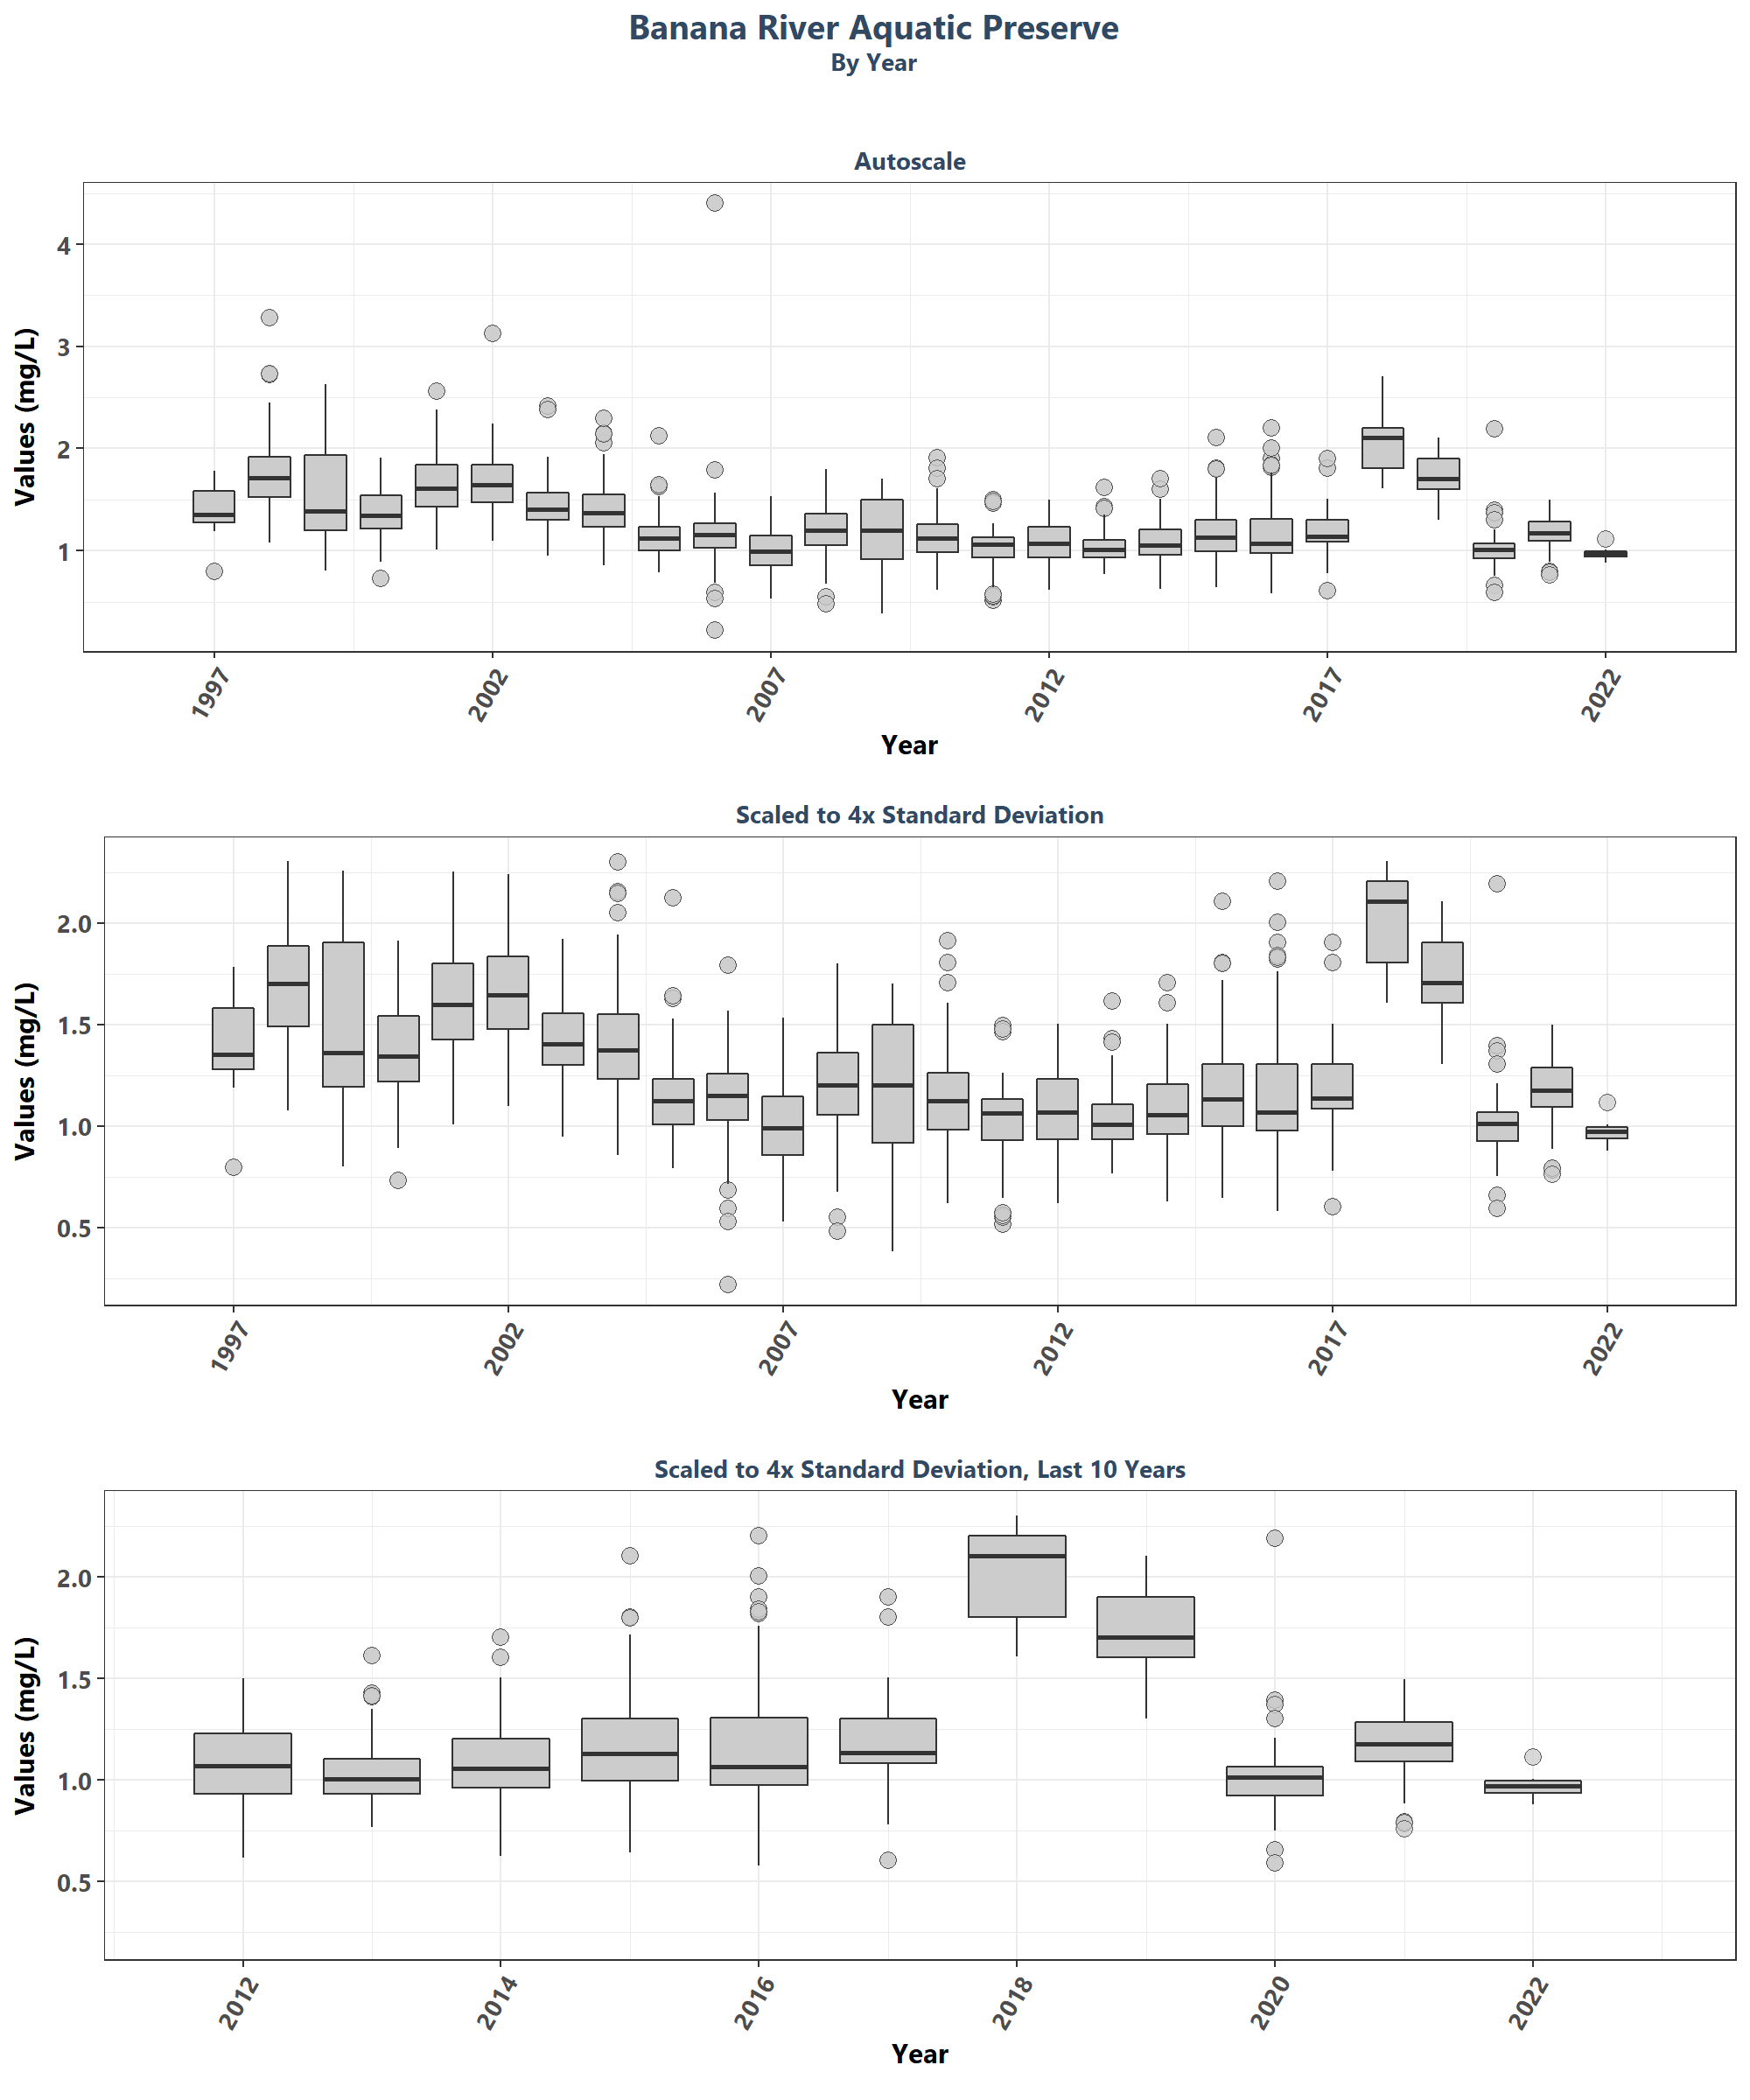 Banana River Aquatic Preserve
By Year
Autoscale
Values (mg/L)
4
3
2
1
1997 2002 2007 2012 2017 2022
Year
Scaled to 4x Standard Deviation
Values (mg/L)
2.0
1.5
1.0
0.5
1997 2002 2007 2012 2017 2022
Year
Scaled to 4x Standard Deviation, Last 10 Years
Values (mg/L)
2.0
1.5
1.0
0.5
2012 2014 2016 2018 2020 2022
Year